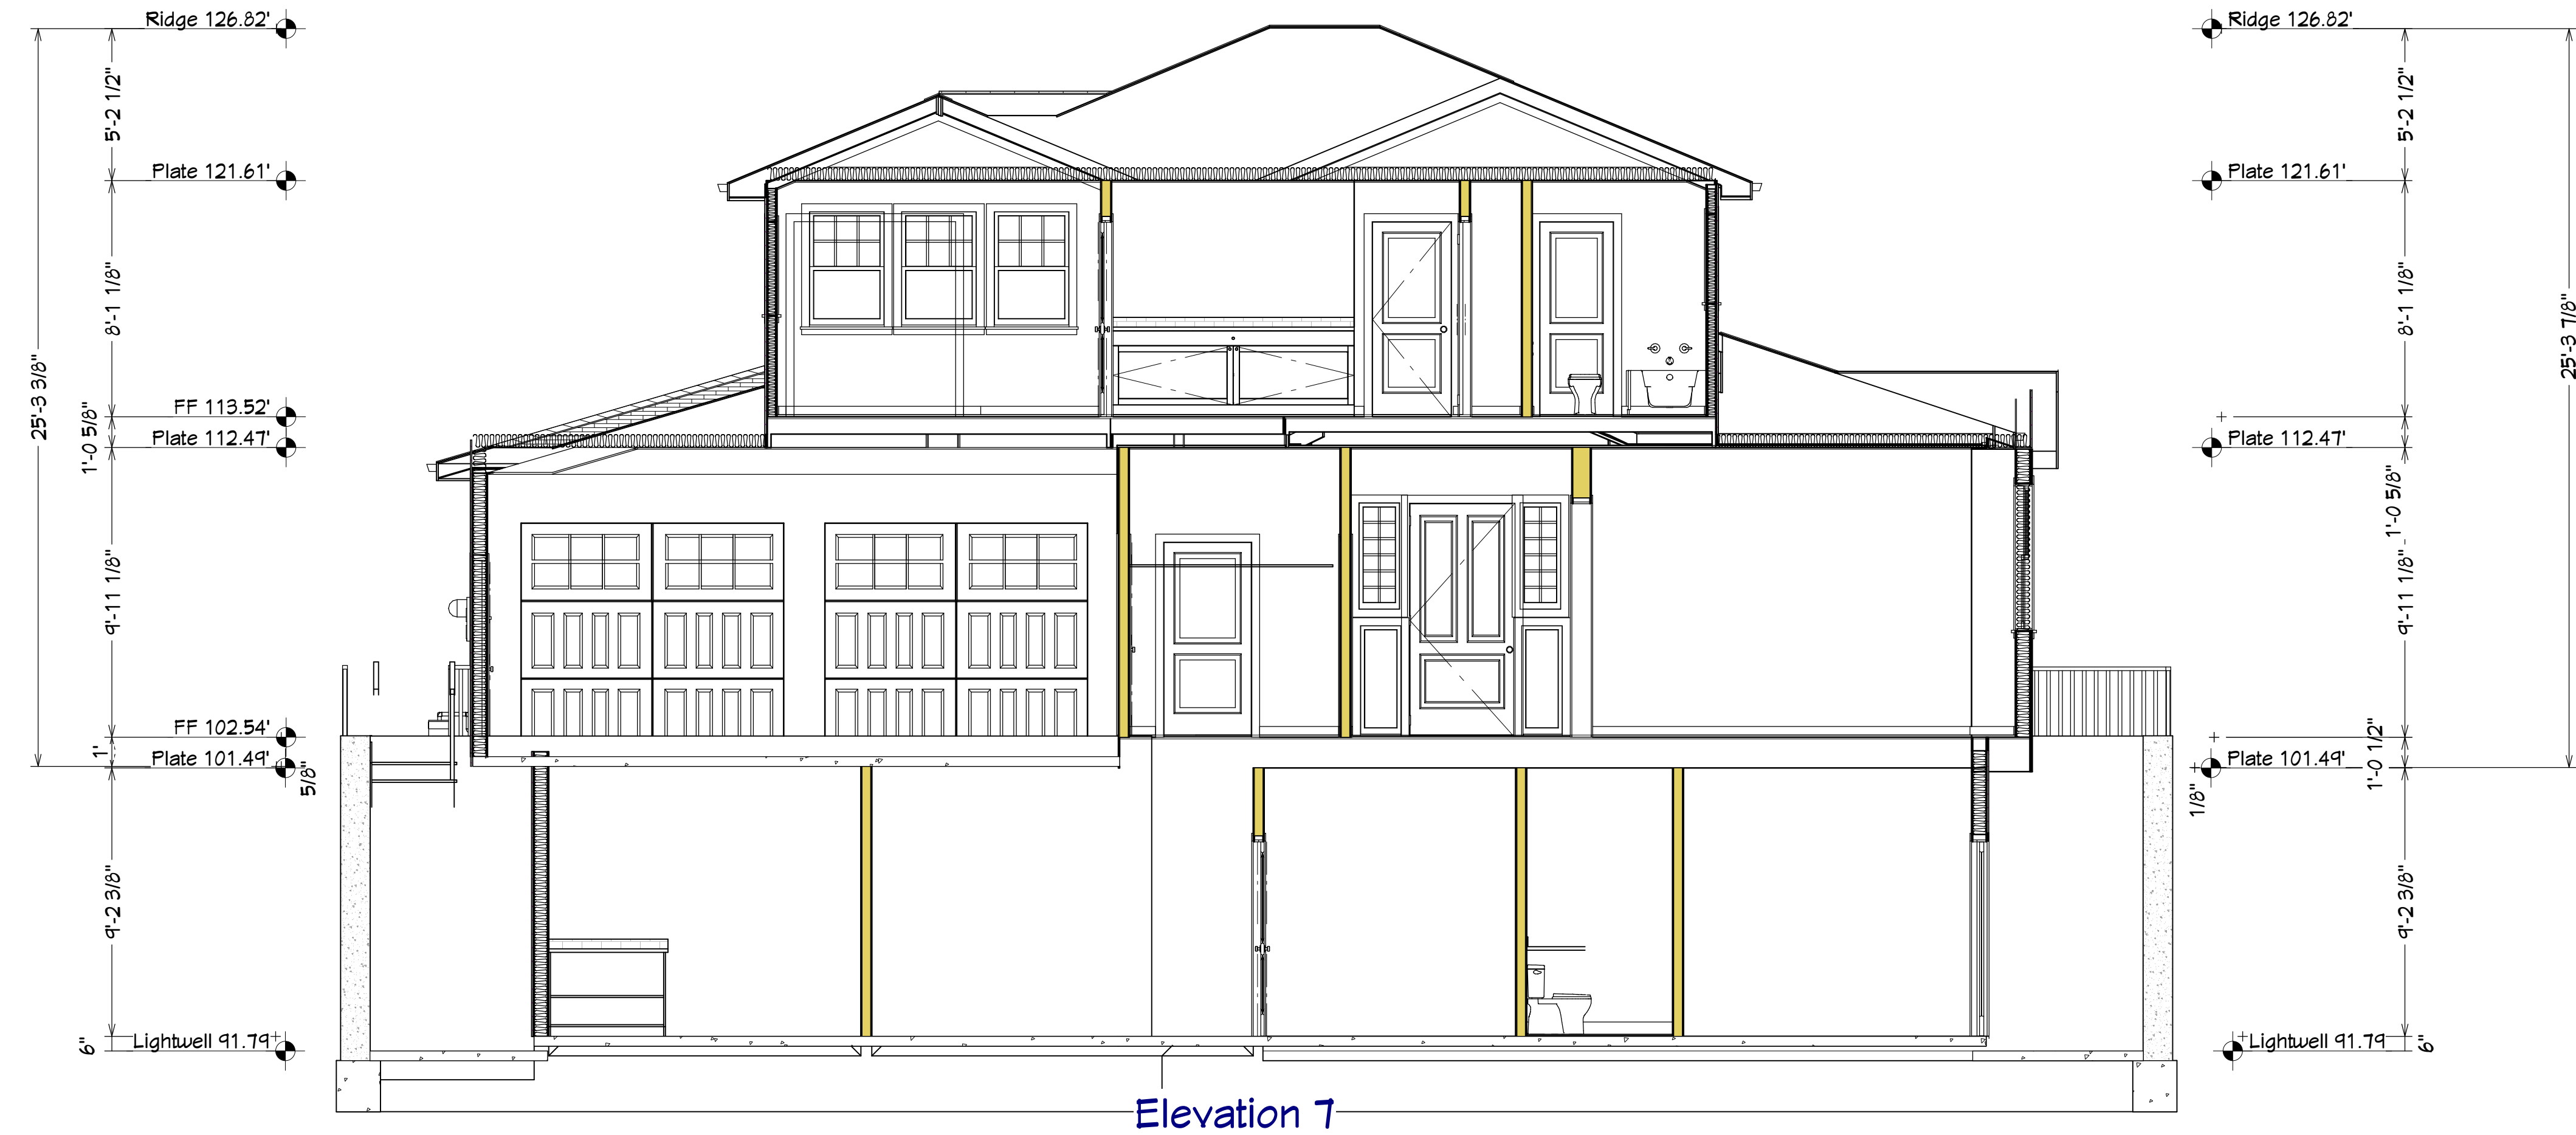 Ridge 126.82'
Ridge 126.82'
5'-2 1/2"
5'-2 1/2"
Plate 121.61'
Plate 121.61'
8'-1 1/8"
8'-1 1/8"
25'-3 3/8"
25'-3 7/8"
FF 113.52'
1'-0 5/8"
Plate 112.47'
Plate 112.47'
1'-0 5/8"
9'-11 1/8"
9'-11 1/8"
FF 102.54'
1'
Plate 101.49'
Plate 101.49'
1'-0 1/2"
5/8"
1/8"
9'-2 3/8"
9'-2 3/8"
Lightwell 91.79
Lightwell 91.79
6"
6"
Elevation 7